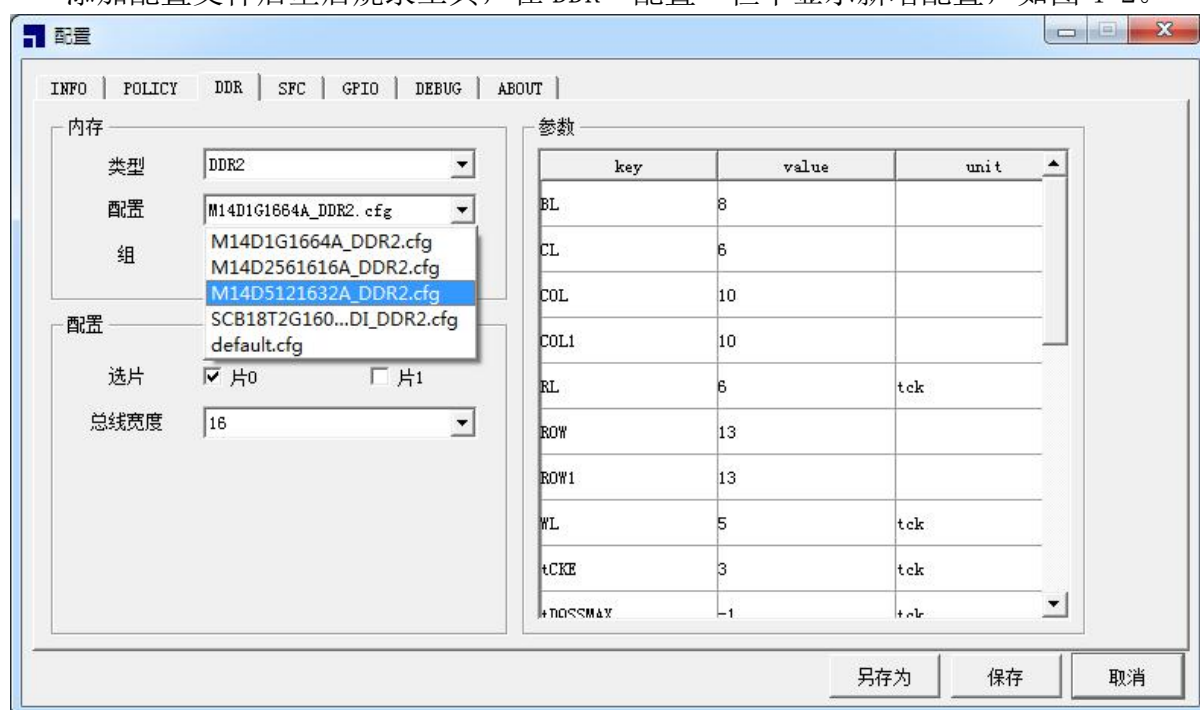 配置
INFO POLICY DDR SFC GPIO DEBUG ABOUT
内存
类型 DDR2
配置 M14D1G1664A_DDR2.cfg
组
M14D1G1664A_DDR2.cfg
M14D2561616A_DDR2.cfg
M14D5121632A_DDR2.cfg
SCB18T2G160...DI_DDR2.cfg
default.cfg
配置
选片 片0 片1
总线宽度 16
参数
key value unit
BL 8
CL 6
COL 10
COL1 10
RL 6 tck
ROW 13
ROW1 13
WL 5 tck
tCKE 3 tck
tDQSSMAX -1 tck
另存为 保存 取消